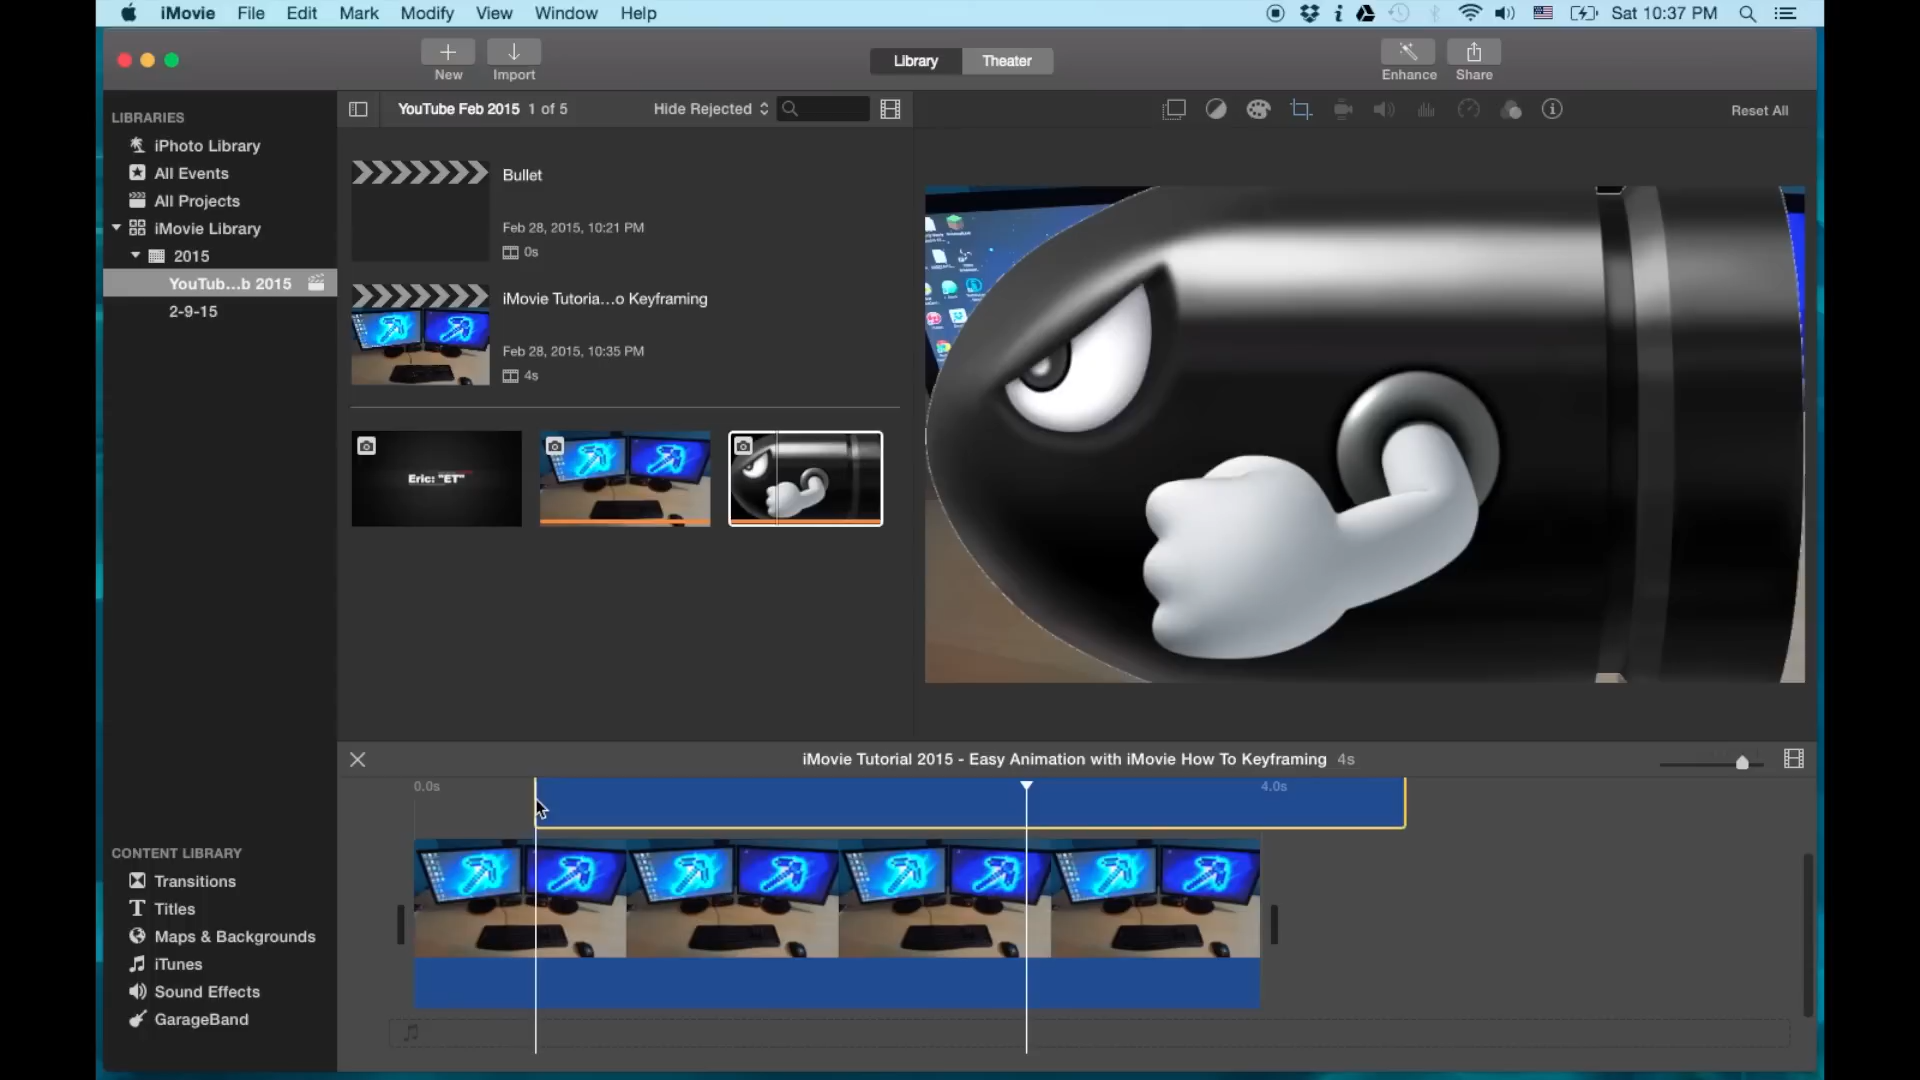 iMovie File Edit Mark Modify View Window Help
Sat 10:37 PM
New
Import
Library
Theater
Enhance
Share
LIBRARIES
iPhoto Library
All Events
All Projects
iMovie Library
2015
YouTub...b 2015
2-9-15
YouTube Feb 2015 1 of 5
Hide Rejected
Reset All
Bullet
Feb 28, 2015, 10:21 PM
0s
iMovie Tutoria...o Keyframing
Feb 28, 2015, 10:35 PM
4s
Eric: "ET"
iMovie Tutorial 2015 - Easy Animation with iMovie How To Keyframing 4s
0.0s
4.0s
CONTENT LIBRARY
Transitions
Titles
Maps & Backgrounds
iTunes
Sound Effects
GarageBand